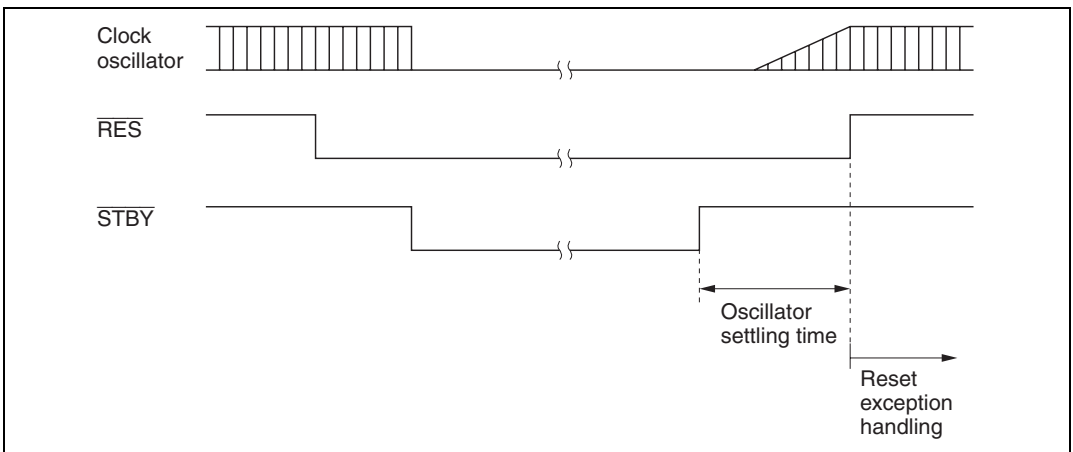 Clock
oscillator
RES
STBY
Oscillator
settling time
Reset
exception
handling